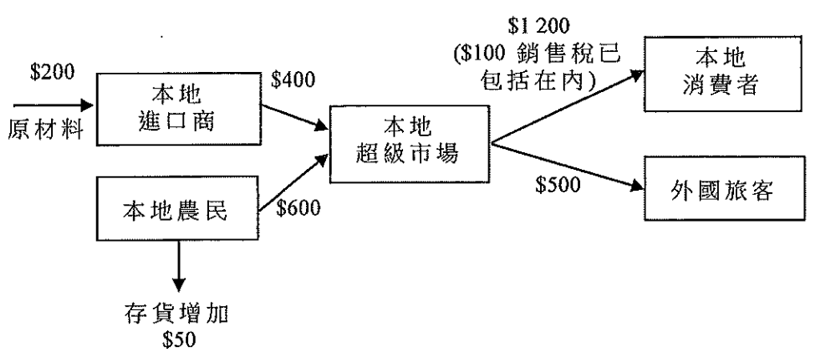 $200
原材料
本地
進口商
$400
本地農民
$600
存貨增加
$50
本地
超級市場
$1 200
($100 銷售稅已
包括在內)
本地
消費者
$500
外國旅客